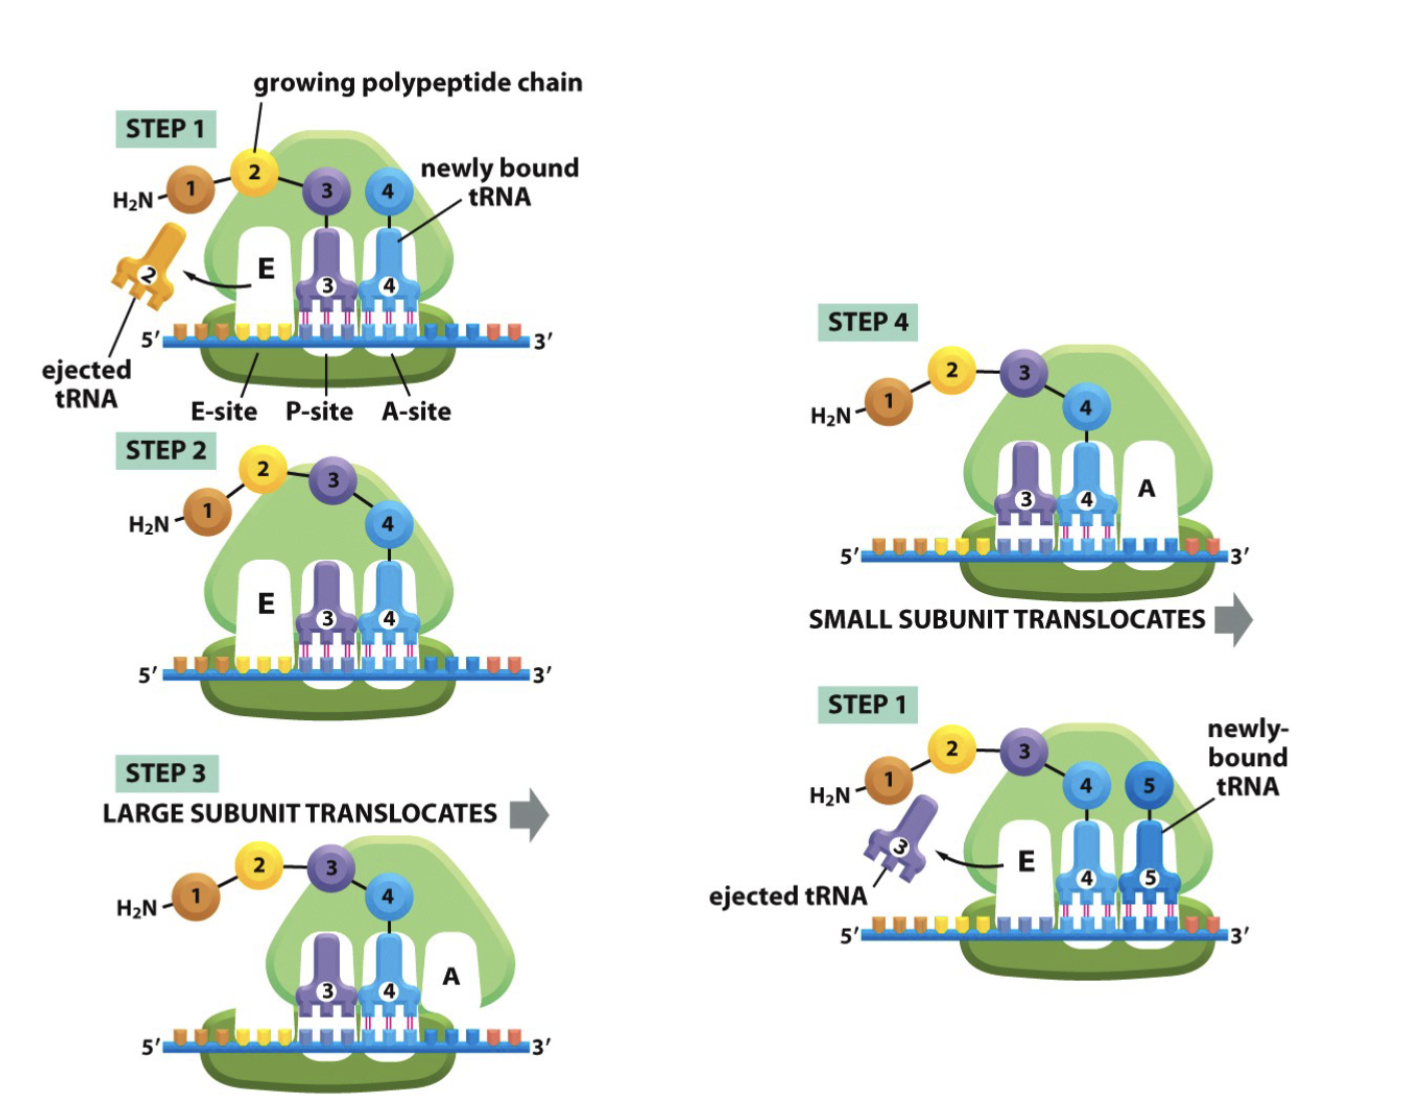 growing polypeptide chain
STEP 1
1
2
3
4
newly bound
tRNA
H₂N
2
E
3
4
5′
3′
ejected
tRNA
E-site
P-site
A-site
STEP 2
2
3
1
4
H₂N
E
3
4
5′
3′
STEP 3
LARGE SUBUNIT TRANSLOCATES
2
3
1
4
H₂N
A
3
4
5′
3′
STEP 4
2
3
1
4
H₂N
3
4
A
5′
3′
SMALL SUBUNIT TRANSLOCATES
STEP 1
newly-
bound
tRNA
2
3
1
4
5
H₂N
3
E
4
5
ejected tRNA
5′
3′